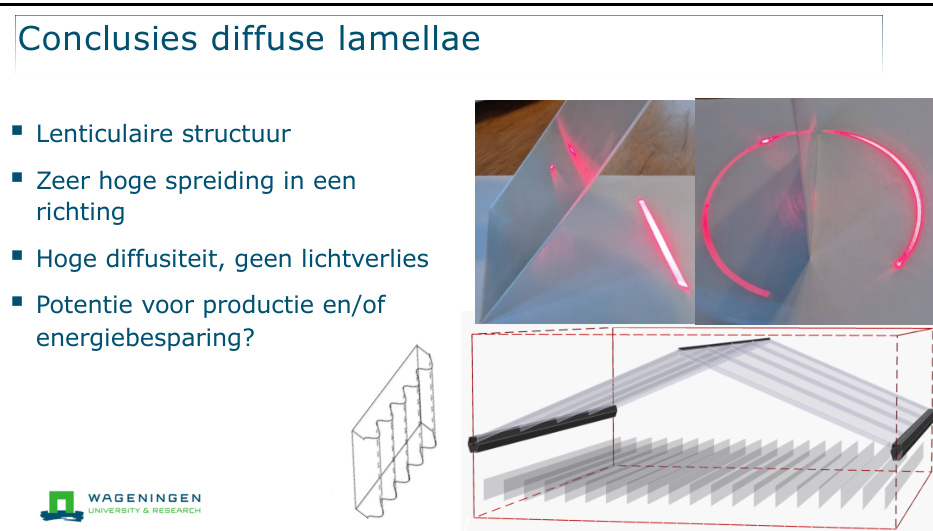 Conclusies diffuse lamellae
Lenticulaire structuur
Zeer hoge spreiding in een
richting
Hoge diffusiteit, geen lichtverlies
Potentie voor productie en/of
energiebesparing?
WAGENINGEN
UNIVERSITY & RESEARCH